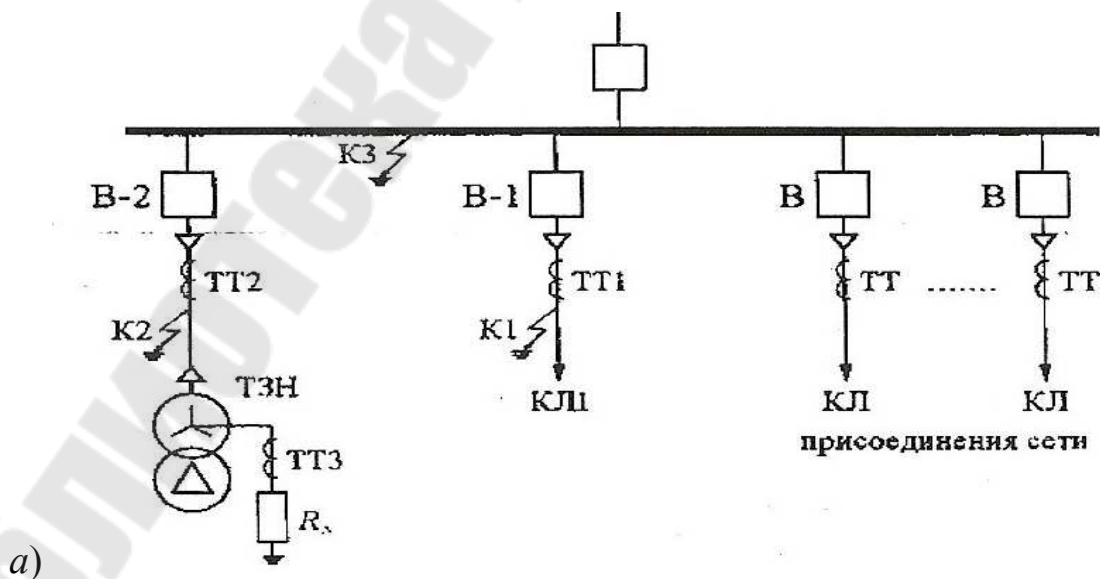 К3
В-2
В-1
В
В
ТТ2
ТТ1
ТТ
.......
ТТ
К2
К1
ТЗН
КЛ1
КЛ
КЛ
присоединения сети
ТТ3
а)